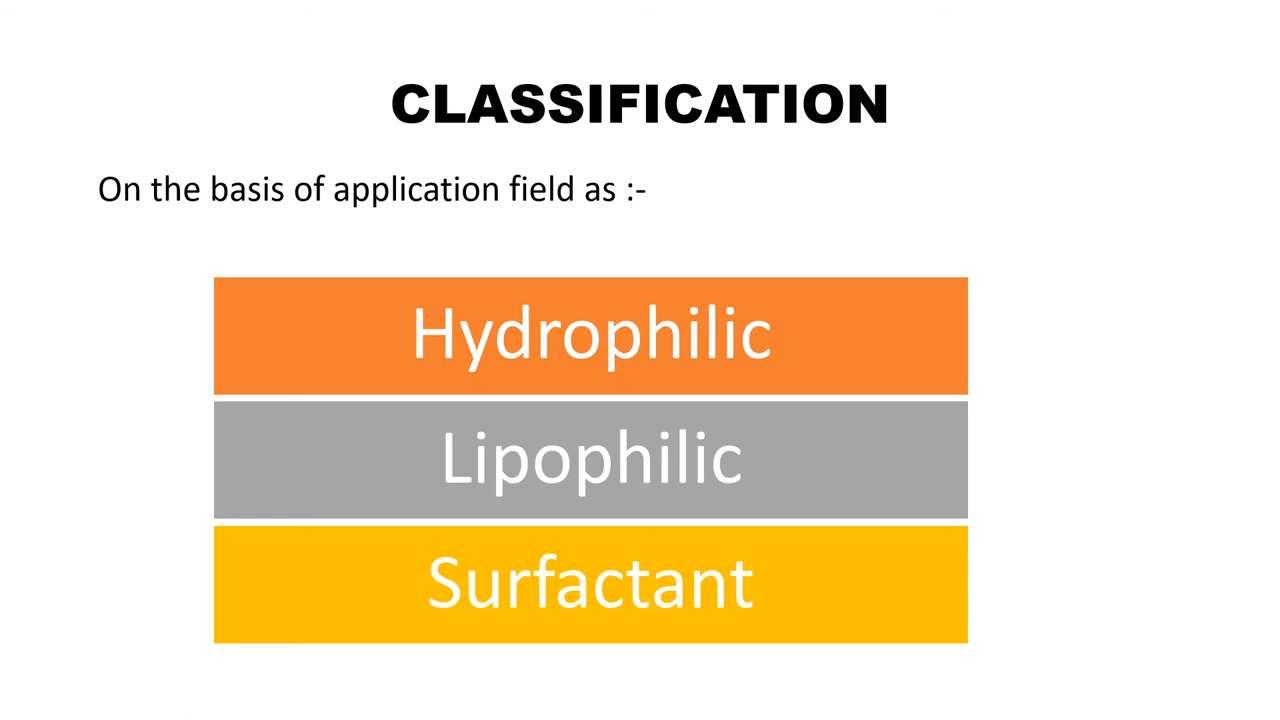 CLASSIFICATION
On the basis of application field as :-
Hydrophilic
Lipophilic
Surfactant